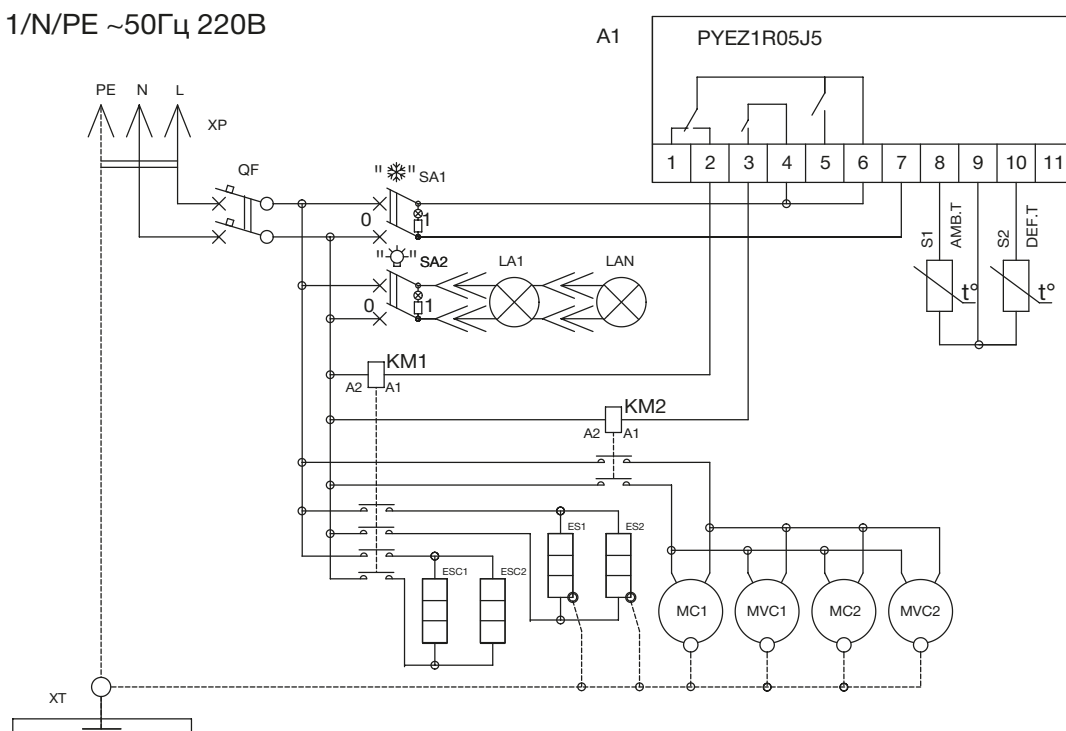 1/N/PE ~50Гц 220В
A1
PYEZ1R05J5
PE N L
XP
1 2 3 4 5 6 7 8 9 10 11
QF
" " SA1
0 1
S1
AMB.T
S2
DEF.T
" " SA2
LA1
LAN
0 1
t° t°
KM1
A2 A1
KM2
A2 A1
ES1
ES2
ESC1
ESC2
MC1
MVC1
MC2
MVC2
XT